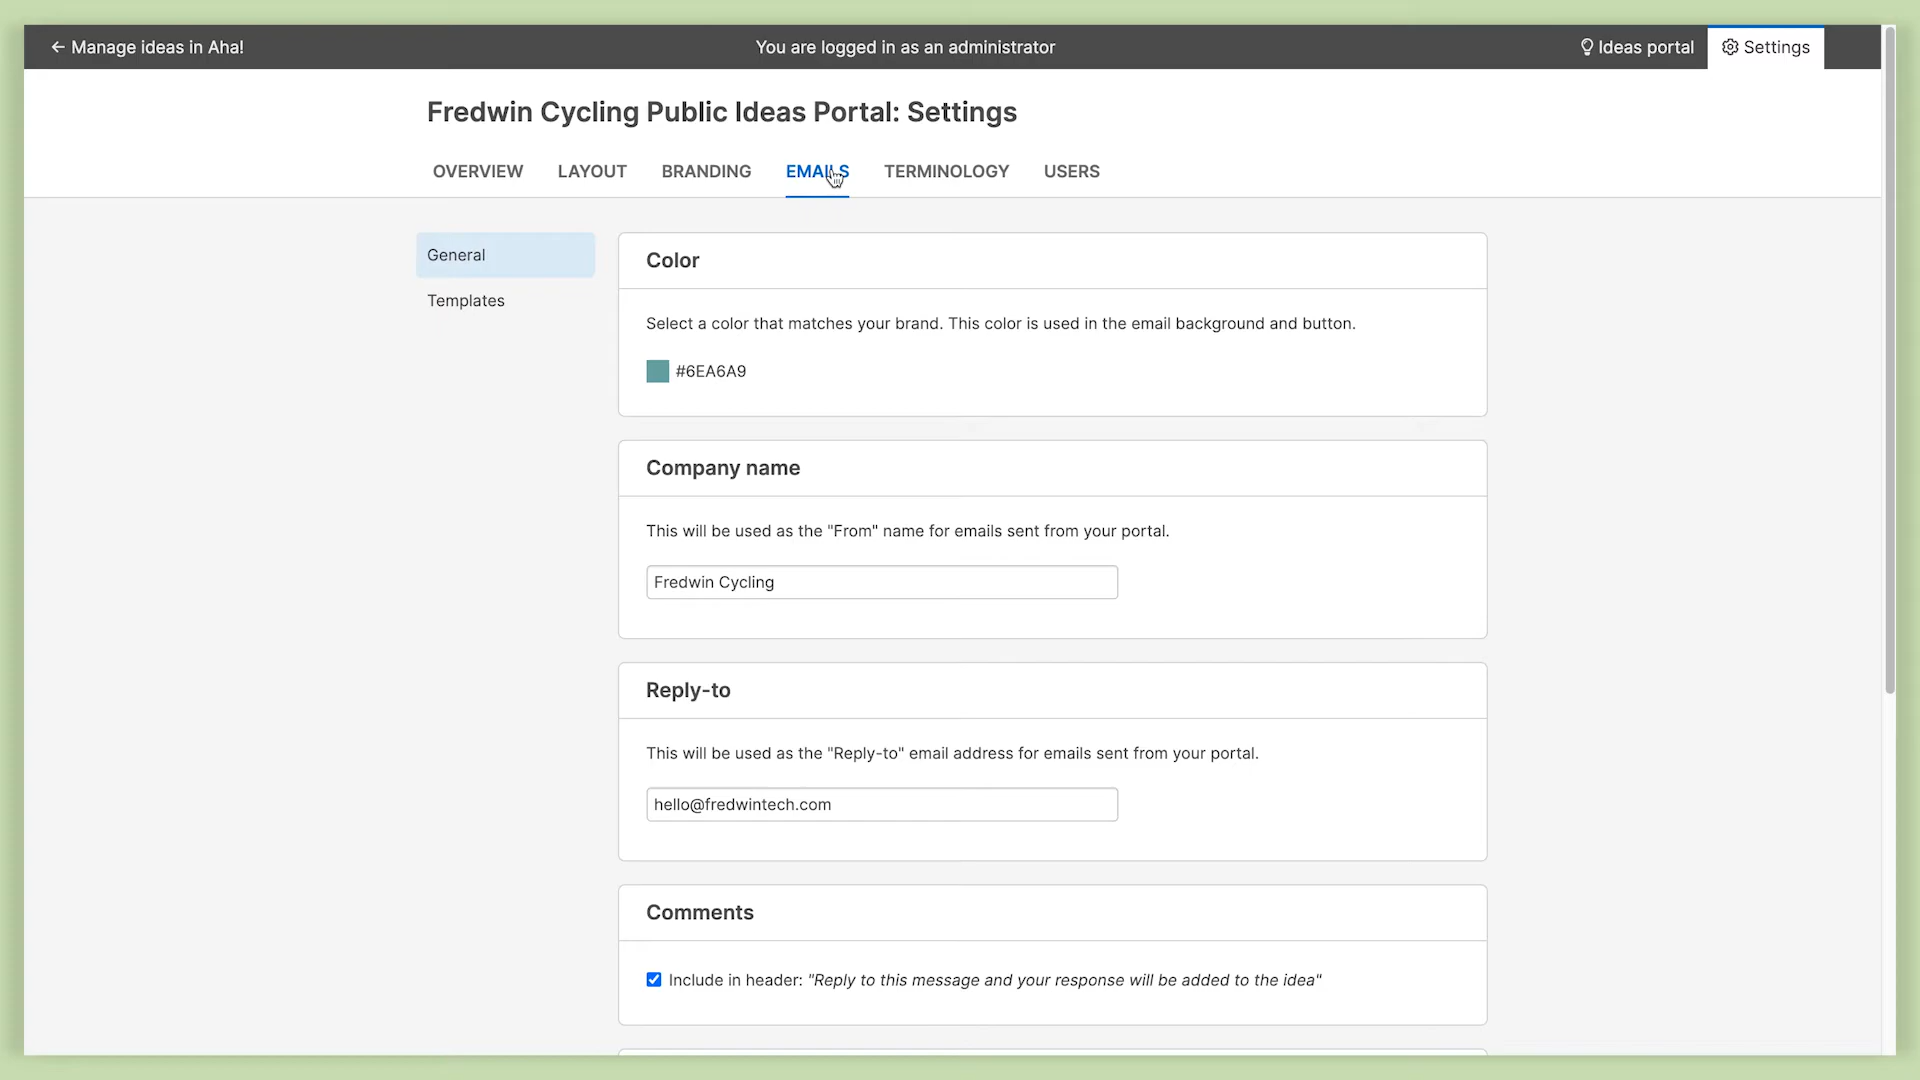 ← Manage ideas in Aha!
You are logged in as an administrator
Ideas portal
Settings
Fredwin Cycling Public Ideas Portal: Settings
OVERVIEW
LAYOUT
BRANDING
EMAILS
TERMINOLOGY
USERS
General
Templates
Color
Select a color that matches your brand. This color is used in the email background and button.
#6EA6A9
Company name
This will be used as the "From" name for emails sent from your portal.
Fredwin Cycling
Reply-to
This will be used as the "Reply-to" email address for emails sent from your portal.
hello@fredwintech.com
Comments
Include in header: "Reply to this message and your response will be added to the idea"